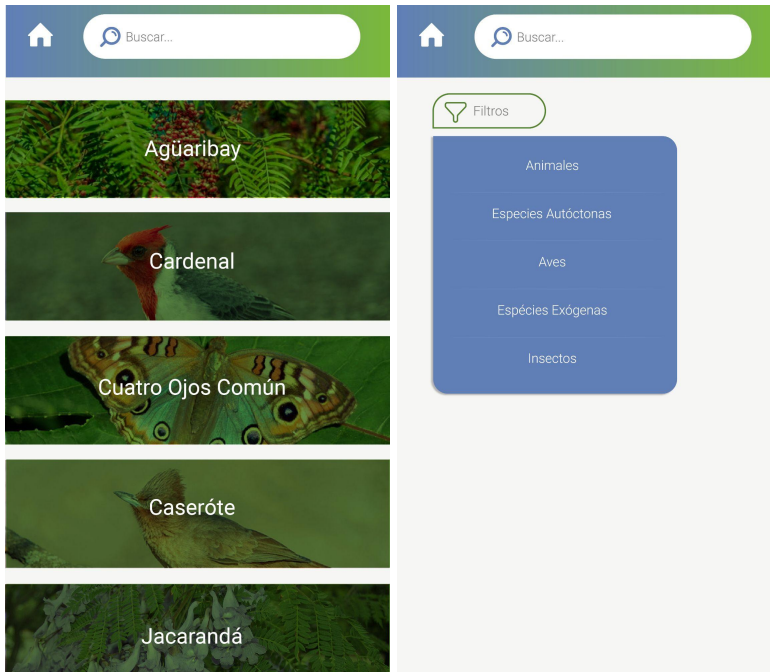 Buscar...
Agüaribay
Cardenal
Cuatro Ojos Común
Caseróte
Jacarandá
Buscar...
Filtros
Animales
Especies Autóctonas
Aves
Espécies Exógenas
Insectos